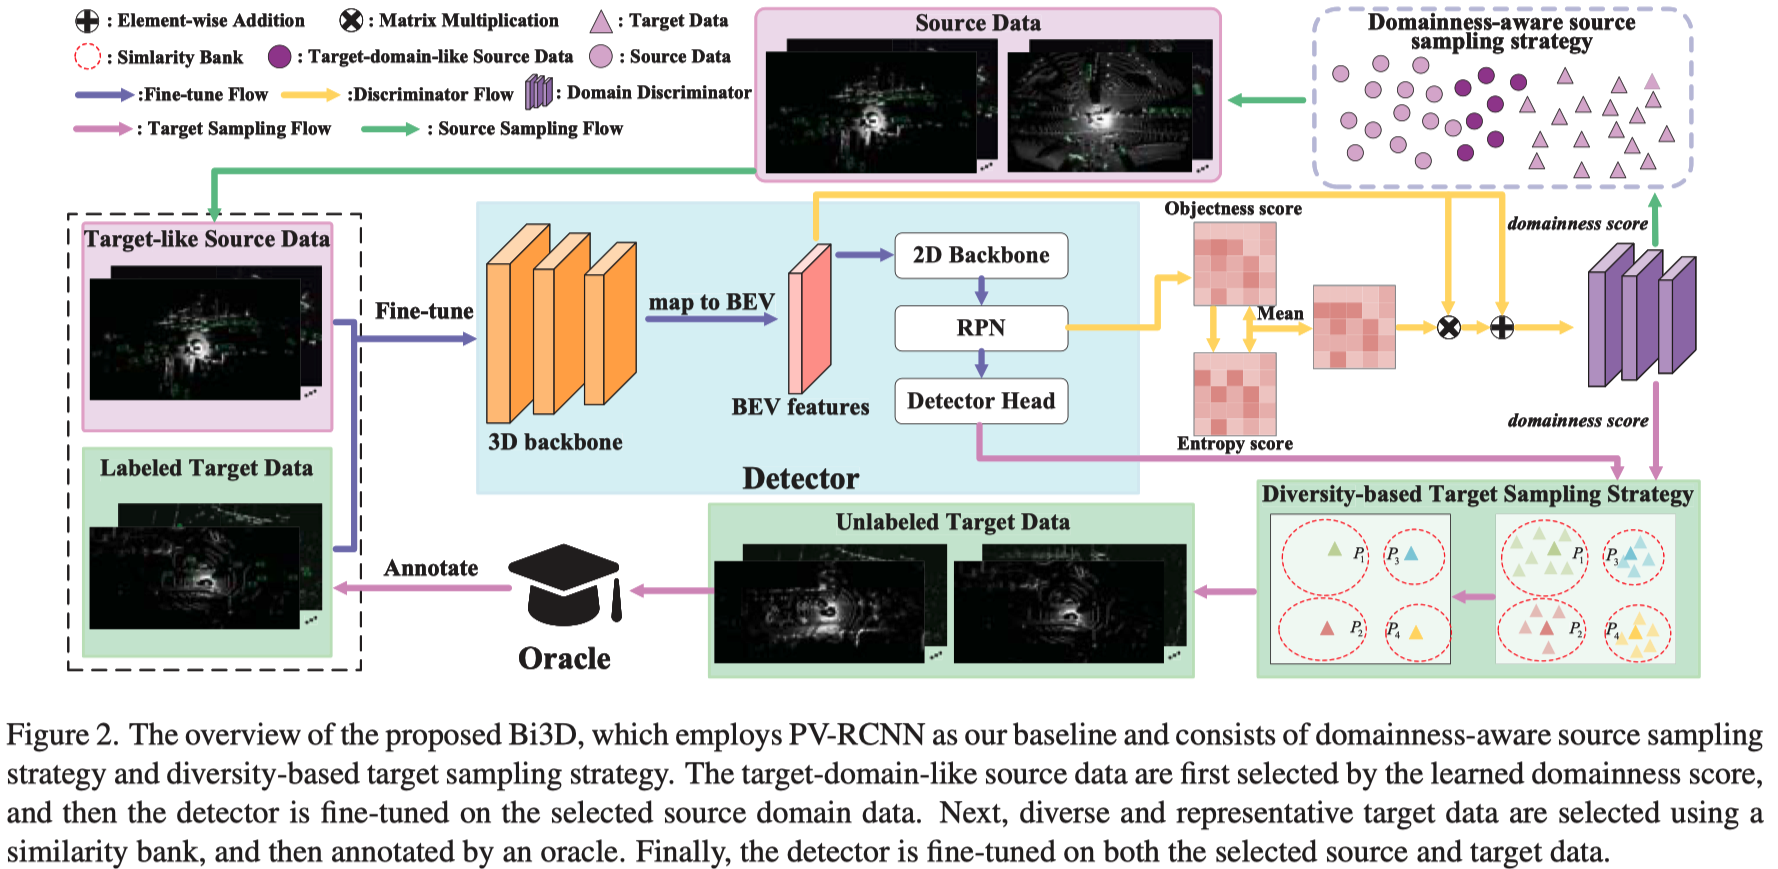 : Element-wise Addition
: Matrix Multiplication
: Target Data
: Simlarity Bank
: Target-domain-like Source Data
: Source Data
:Fine-tune Flow
:Discriminator Flow
: Domain Discriminator
: Target Sampling Flow
: Source Sampling Flow
Source Data
Domainness-aware source
sampling strategy
Target-like Source Data
Labeled Target Data
Fine-tune
3D backbone
map to BEV
BEV features
2D Backbone
RPN
Detector Head
Detector
Objectness score
Mean
Entropy score
domainness score
domainness score
Diversity-based Target Sampling Strategy
P1
P3
P2
P4
P1
P3
P2
P4
Unlabeled Target Data
Annotate
Oracle
Figure 2. The overview of the proposed Bi3D, which employs PV-RCNN as our baseline and consists of domainness-aware source sampling
strategy and diversity-based target sampling strategy. The target-domain-like source data are first selected by the learned domainness score,
and then the detector is fine-tuned on the selected source domain data. Next, diverse and representative target data are selected using a
similarity bank, and then annotated by an oracle. Finally, the detector is fine-tuned on both the selected source and target data.